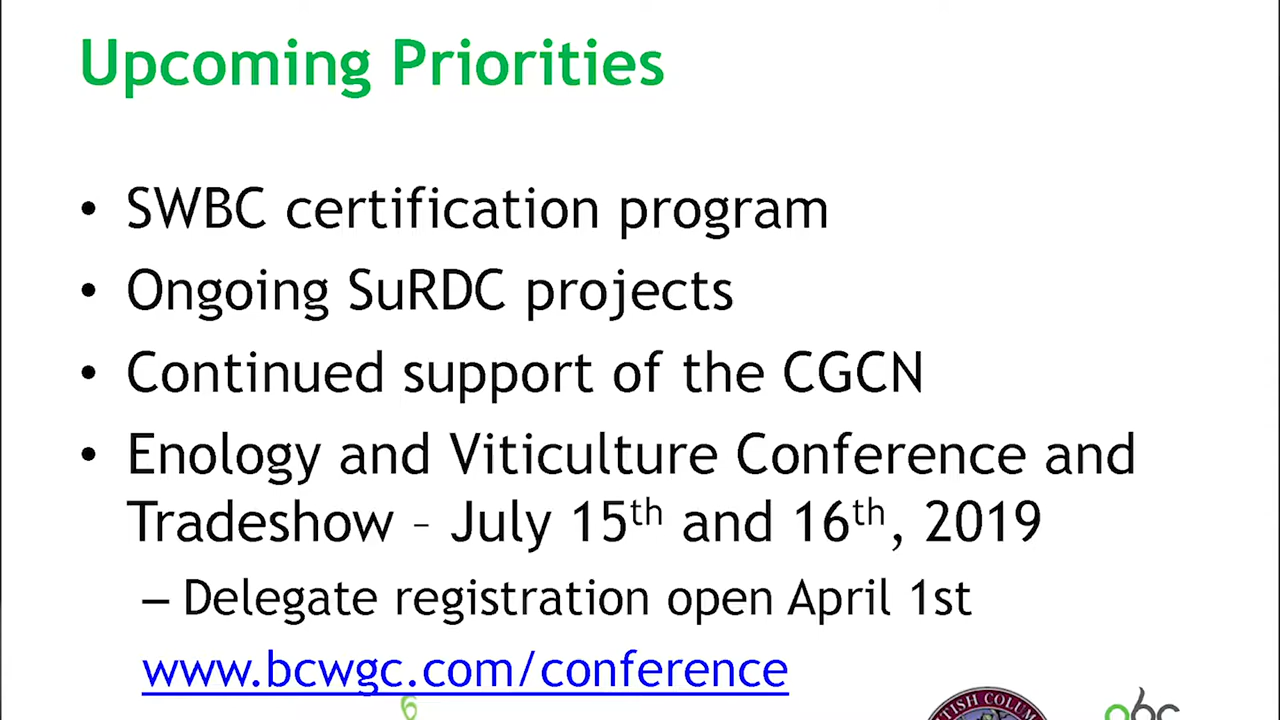 Upcoming Priorities
• SWBC certification program
• Ongoing SuRDC projects
• Continued support of the CGCN
• Enology and Viticulture Conference and
Tradeshow – July 15th and 16th, 2019
– Delegate registration open April 1st
www.bcwgc.com/conference